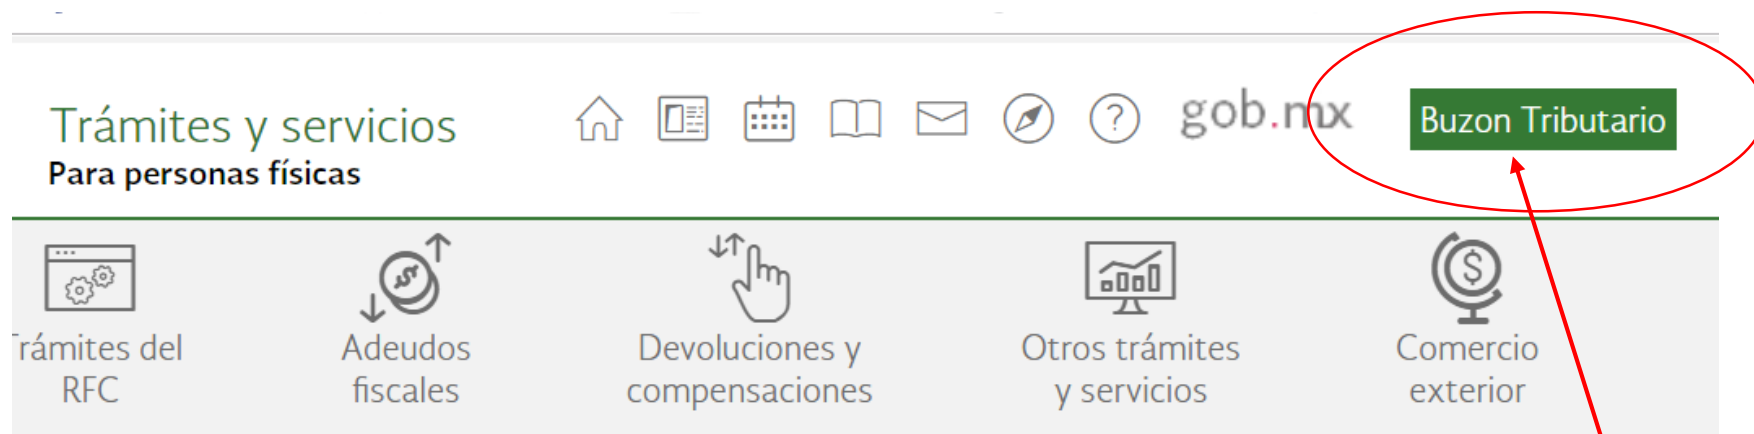 Trámites y servicios
Para personas físicas
gob.mx
Buzon Tributario
rámites del
RFC
Adeudos
fiscales
Devoluciones y
compensaciones
Otros trámites
y servicios
Comercio
exterior